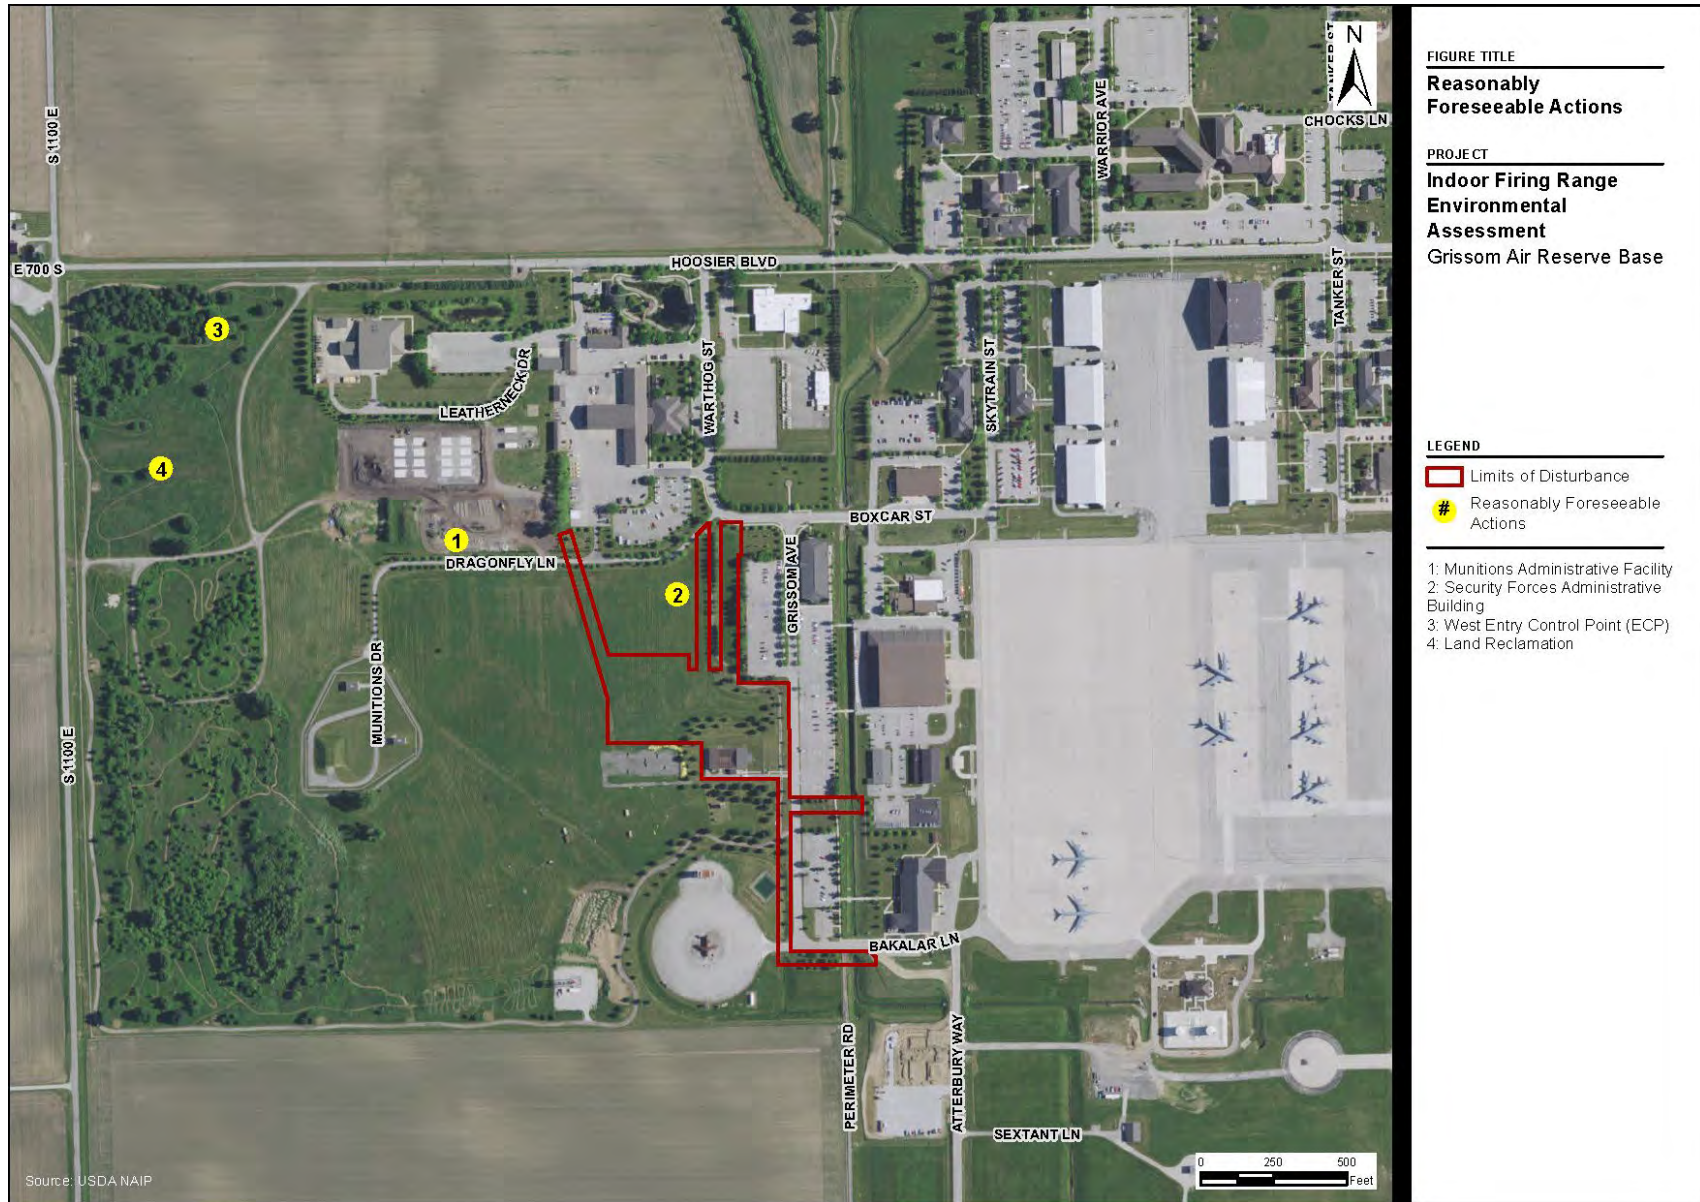 N
TANKER ST
CHOCKS LN
WARRIOR AVE
S 1100 E
E 700 S
HOOSIER BLVD
TANKER ST
3
WARTHOG ST
SKYTRAIN ST
LEATHERNECK DR
4
BOXCAR ST
1
DRAGONFLY LN
2
GRISSOM AVE
MUNITIONS DR
S 1100 E
BAKALAR LN
PERIMETER RD
ATTERBURY WAY
SEXTANT LN
0 250 500
Feet
Source: USDA NAIP
FIGURE TITLE
Reasonably
Foreseeable Actions
PROJECT
Indoor Firing Range
Environmental
Assessment
Grissom Air Reserve Base
LEGEND
Limits of Disturbance
#
Reasonably Foreseeable
Actions
1: Munitions Administrative Facility
2: Security Forces Administrative
Building
3: West Entry Control Point (ECP)
4: Land Reclamation